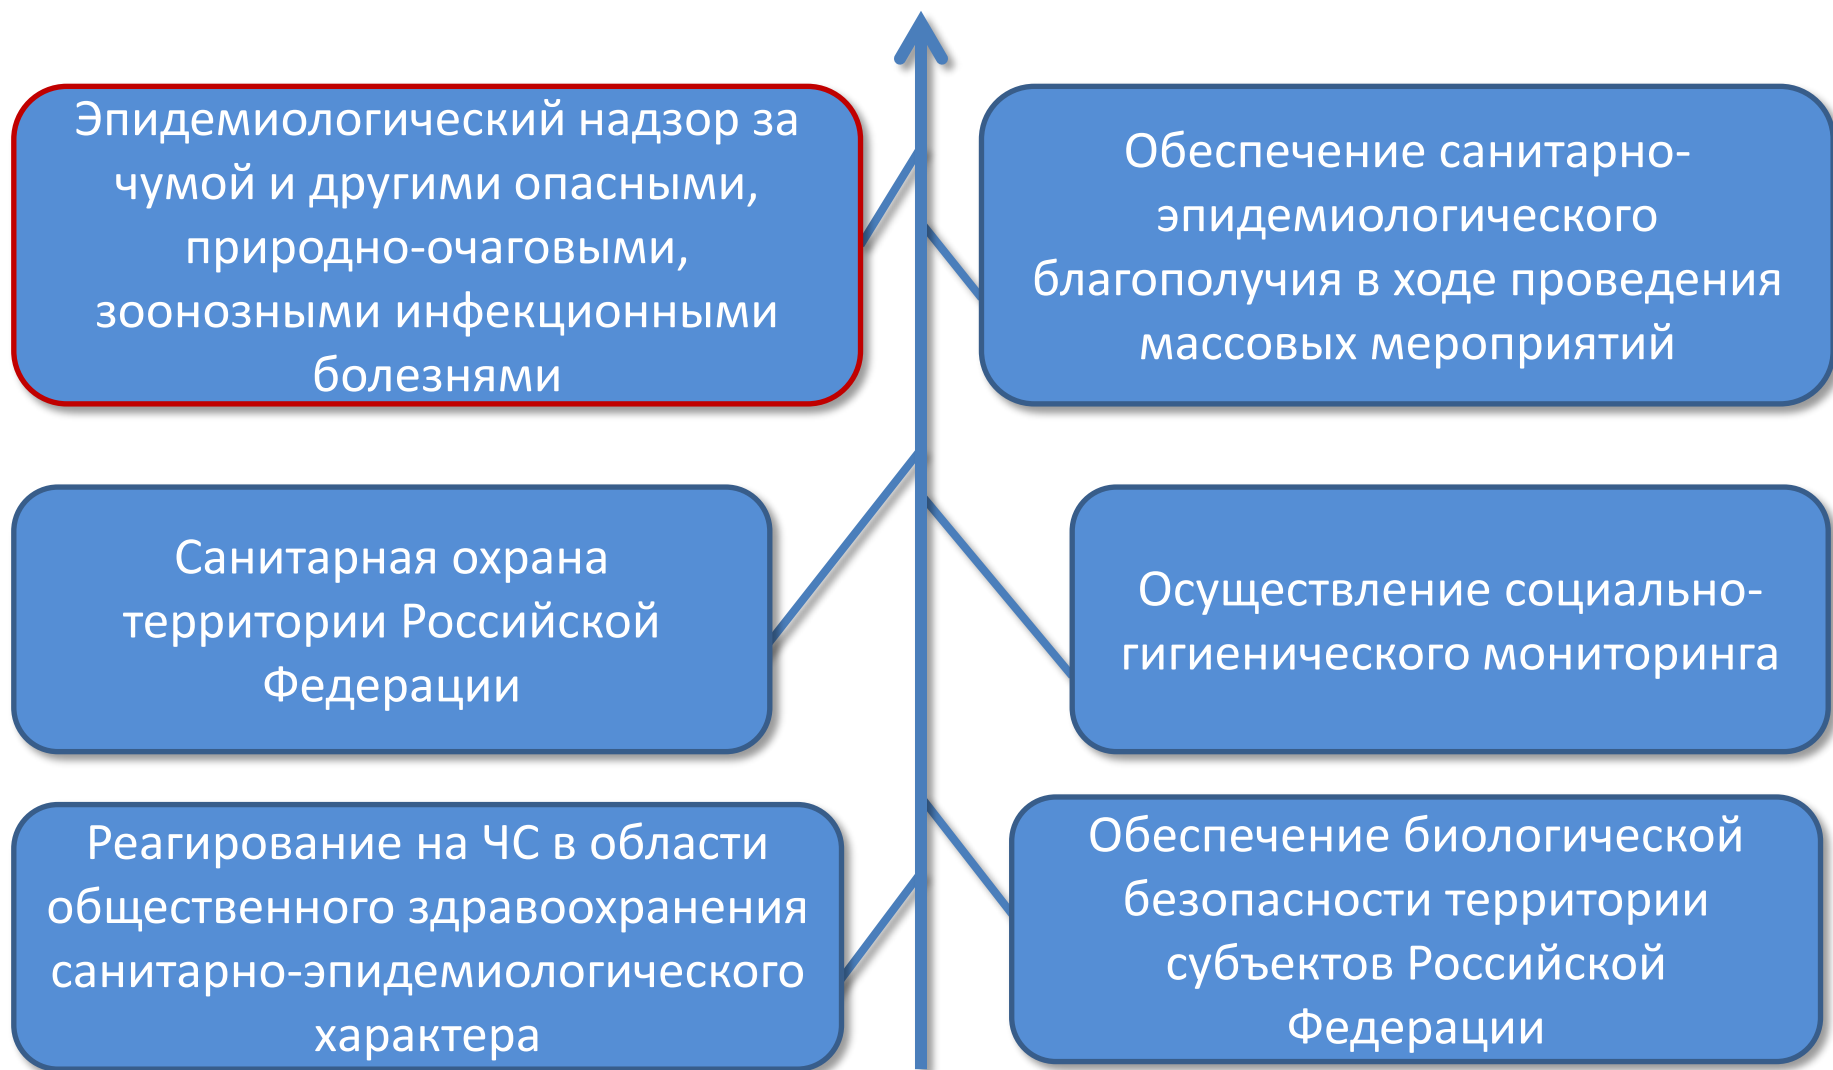 Эпидемиологический надзор за
чумой и другими опасными,
природно-очаговыми,
зоонозными инфекционными
болезнями
Обеспечение санитарно-
эпидемиологического
благополучия в ходе проведения
массовых мероприятий
Санитарная охрана
территории Российской
Федерации
Осуществление социально-
гигиенического мониторинга
Реагирование на ЧС в области
общественного здравоохранения
санитарно-эпидемиологического
характера
Обеспечение биологической
безопасности территории
субъектов Российской
Федерации